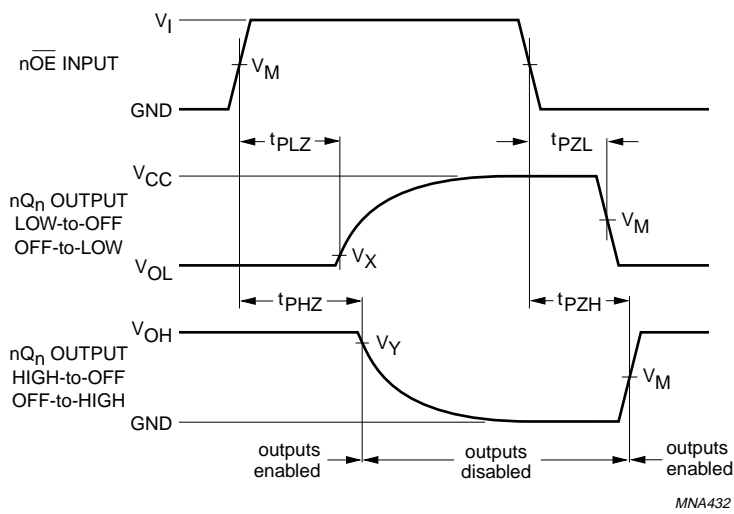 V_I
nOE INPUT
V_M
GND
t_PLZ
t_PZL
V_CC
nQ_n OUTPUT
LOW-to-OFF
OFF-to-LOW
V_M
V_X
V_OL
t_PHZ
t_PZH
V_OH
nQ_n OUTPUT
HIGH-to-OFF
OFF-to-HIGH
V_Y
V_M
GND
outputs
enabled
outputs
disabled
outputs
enabled
MNA432